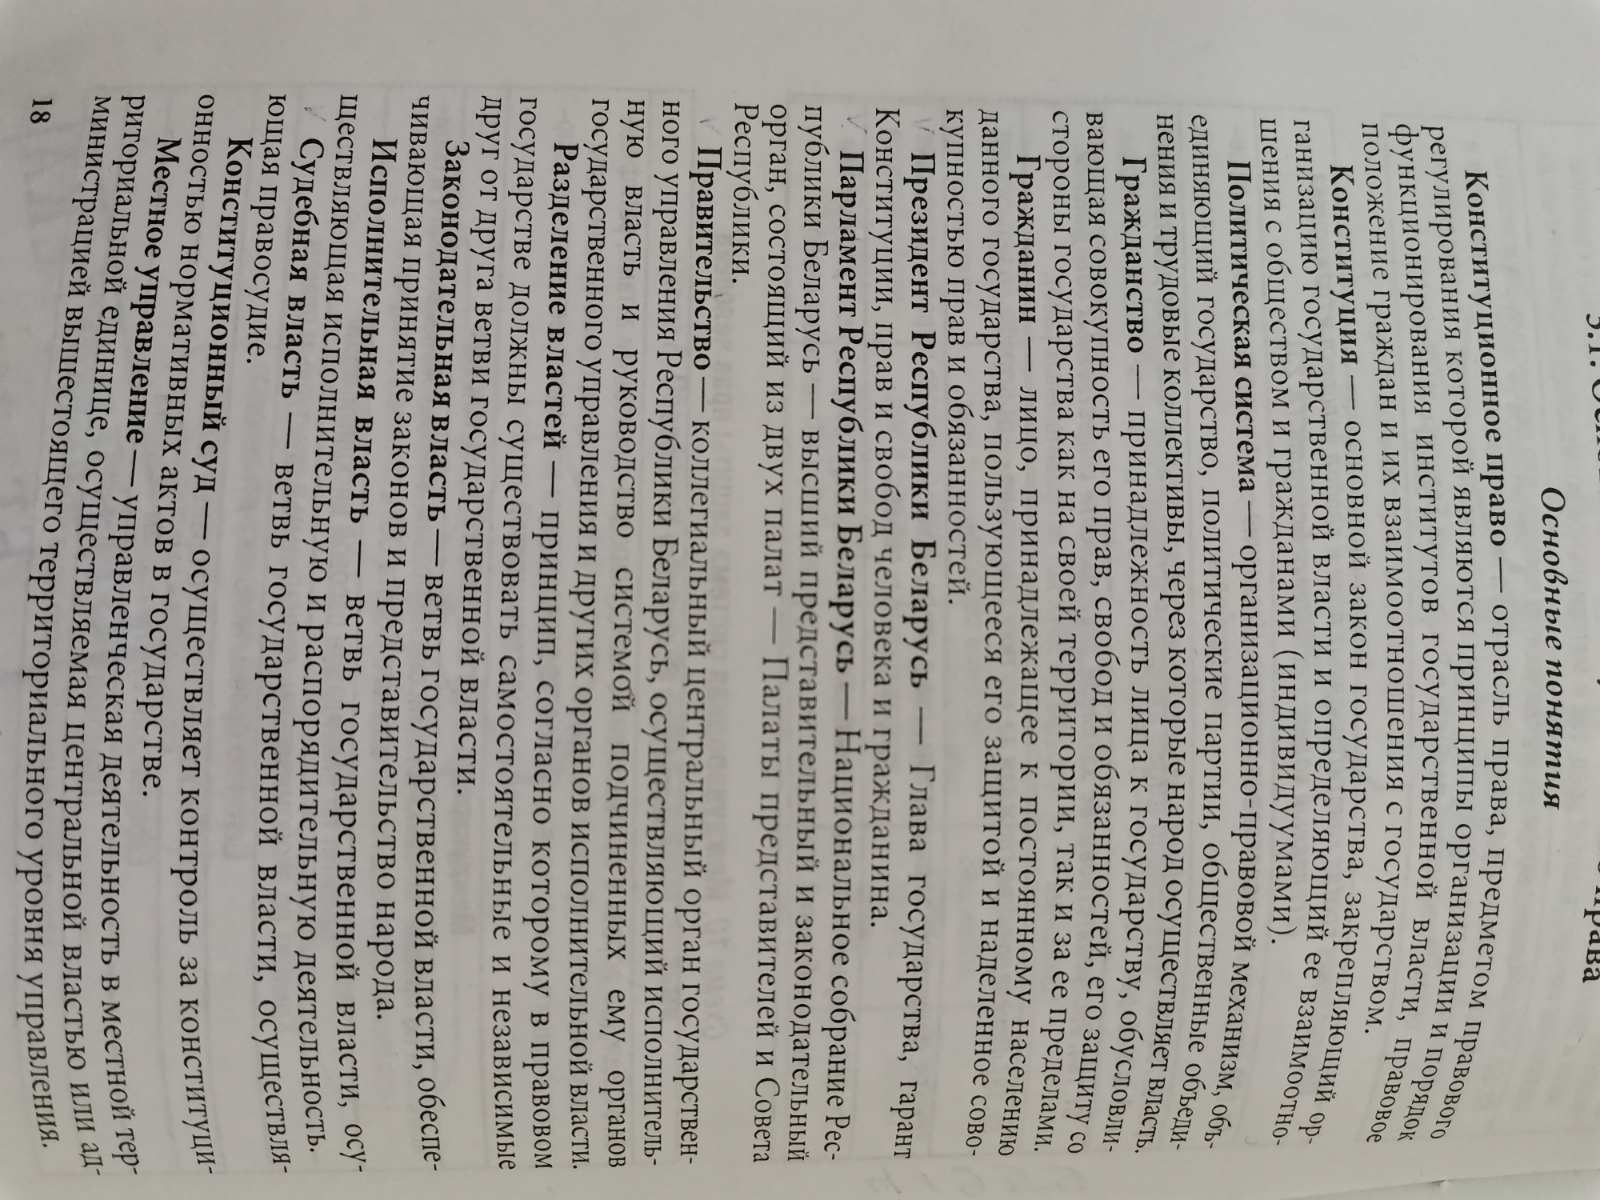 права
Основные понятия
Конституционное право — отрасль права, предметом правового
регулирования которой являются принципы организации и порядок
функционирования институтов государственной власти, правовое
положение граждан и их взаимоотношения с государством.
Конституция — основной закон государства, закрепляющий ор-
ганизацию государственной власти и определяющий ее взаимоотно-
шения с обществом и гражданами (индивидуумами).
Политическая система — организационно-правовой механизм, объ-
единяющий государство, политические партии, общественные объеди-
нения и трудовые коллективы, через которые народ осуществляет власть.
Гражданство — принадлежность лица к государству, обусловли-
вающая совокупность его прав, свобод и обязанностей, его защиту со
стороны государства как на своей территории, так и за ее пределами.
Гражданин — лицо, принадлежащее к постоянному населению
данного государства, пользующееся его защитой и наделенное сово-
купностью прав и обязанностей.
Президент Республики Беларусь — Глава государства, гарант
Конституции, прав и свобод человека и гражданина.
Парламент Республики Беларусь — Национальное собрание Рес-
публики Беларусь — высший представительный и законодательный
орган, состоящий из двух палат — Палаты представителей и Совета
Республики.
Правительство — коллегиальный центральный орган государствен-
ного управления Республики Беларусь, осуществляющий исполнитель-
ную власть и руководство системой подчиненных ему органов
государственного управления и других органов исполнительной власти.
Разделение властей — принцип, согласно которому в правовом
государстве должны существовать самостоятельные и независимые
друг от друга ветви государственной власти.
Законодательная власть — ветвь государственной власти, обеспе-
чивающая принятие законов и представительство народа.
Исполнительная власть — ветвь государственной власти, осу-
ществляющая исполнительную и распорядительную деятельность.
Судебная власть — ветвь государственной власти, осуществля-
ющая правосудие.
Конституционный суд — осуществляет контроль за конституци-
онностью нормативных актов в государстве.
Местное управление — управленческая деятельность в местной тер-
риториальной единице, осуществляемая центральной властью или ад-
министрацией вышестоящего территориального уровня управления.
18